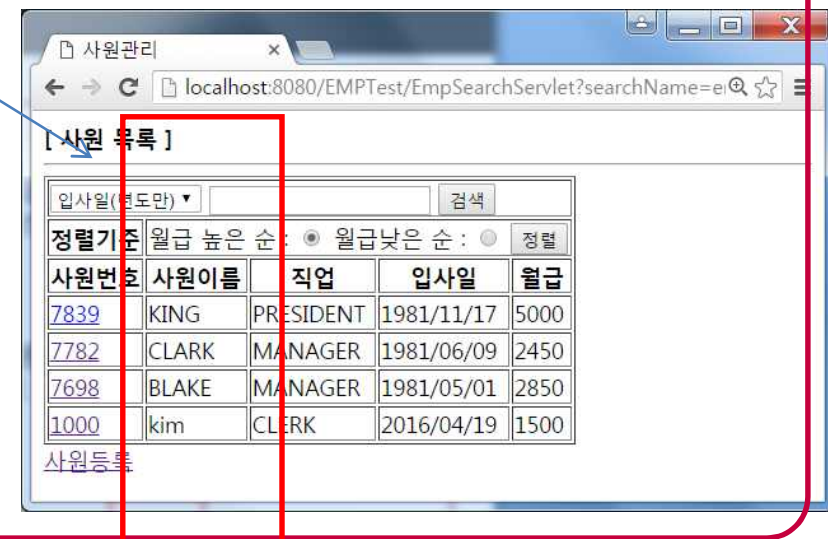 사원관리
localhost:8080/EMPTest/EmpSearchServlet?searchName=e
[ 사원 목록 ]
입사일(년도만) 검색
정렬기준 월급 높은 순 : 월급낮은 순 : 정렬
사원번호 사원이름 직업 입사일 월급
7839 KING PRESIDENT 1981/11/17 5000
7782 CLARK MANAGER 1981/06/09 2450
7698 BLAKE MANAGER 1981/05/01 2850
1000 kim CLERK 2016/04/19 1500
사원등록